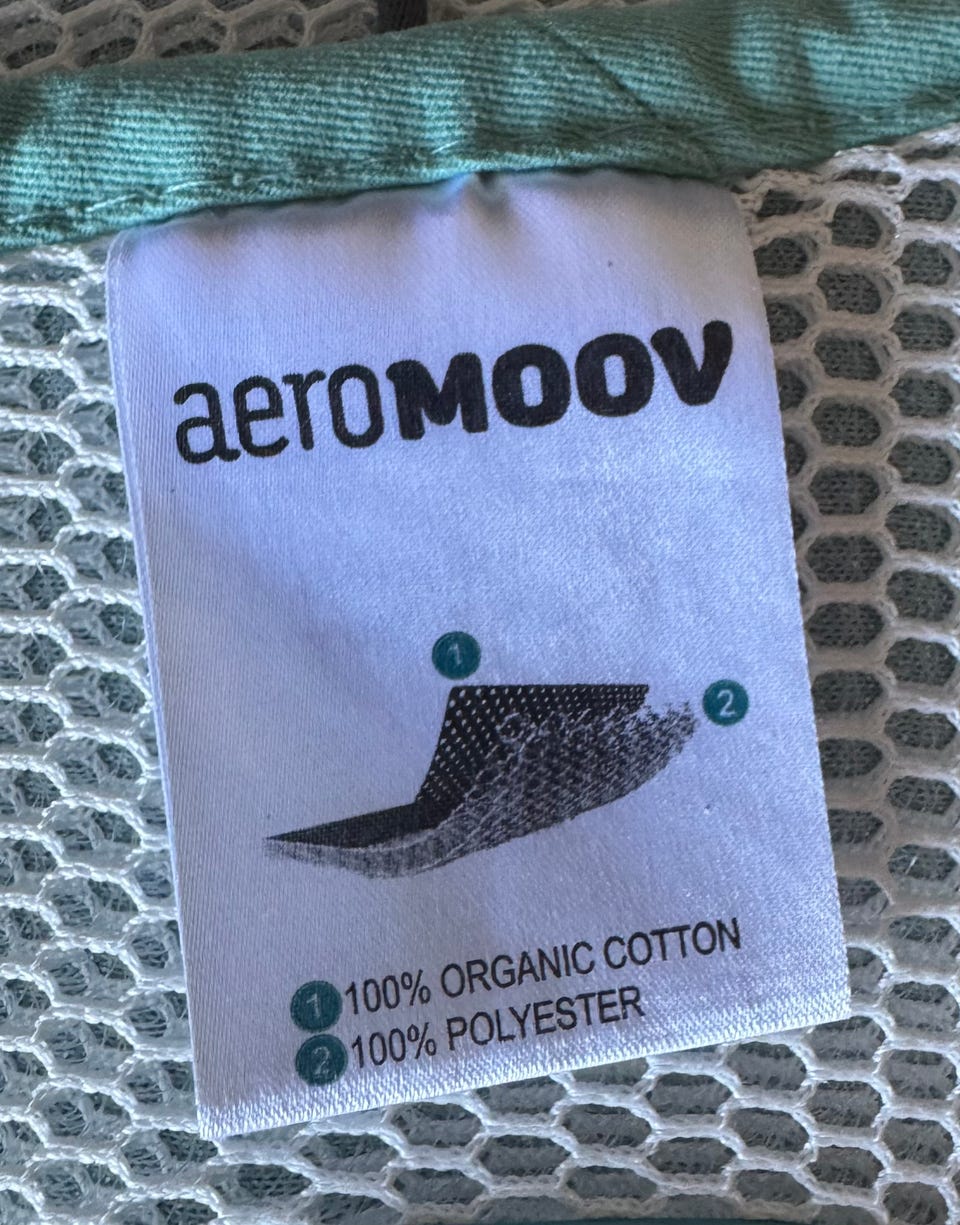 aeroMOOV
1
2
1 100% ORGANIC COTTON
2 100% POLYESTER